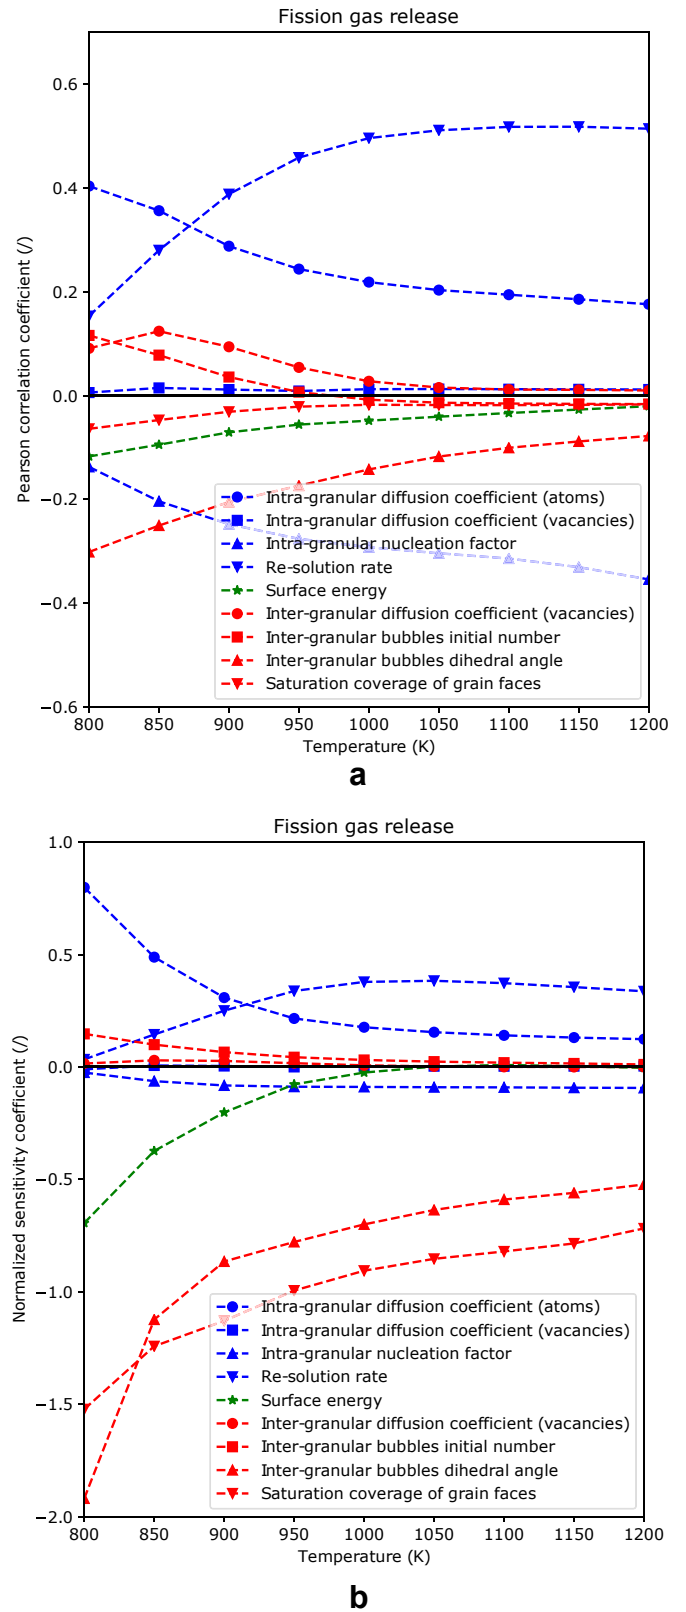 Fission gas release
Pearson correlation coefficient (/)
0.6
0.4
0.2
0.0
−0.2
−0.4
−0.6
Intra-granular diffusion coefficient (atoms)
Intra-granular diffusion coefficient (vacancies)
Intra-granular nucleation factor
Re-solution rate
Surface energy
Inter-granular diffusion coefficient (vacancies)
Inter-granular bubbles initial number
Inter-granular bubbles dihedral angle
Saturation coverage of grain faces
800 850 900 950 1000 1050 1100 1150 1200
Temperature (K)
a
Fission gas release
Normalized sensitivity coefficient (/)
1.0
0.5
0.0
−0.5
−1.0
−1.5
−2.0
Intra-granular diffusion coefficient (atoms)
Intra-granular diffusion coefficient (vacancies)
Intra-granular nucleation factor
Re-solution rate
Surface energy
Inter-granular diffusion coefficient (vacancies)
Inter-granular bubbles initial number
Inter-granular bubbles dihedral angle
Saturation coverage of grain faces
800 850 900 950 1000 1050 1100 1150 1200
Temperature (K)
b